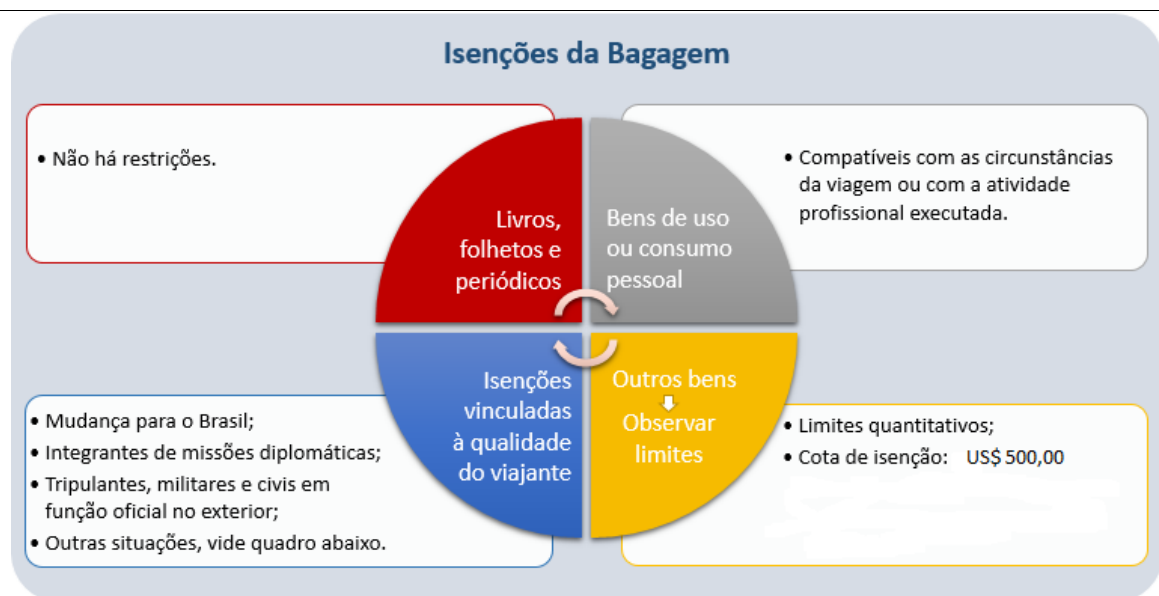 Isenções da Bagagem
• Não há restrições.
Livros,
folhetos e
periódicos
Bens de uso
ou consumo
pessoal
• Compatíveis com as circunstâncias
da viagem ou com a atividade
profissional executada.
• Mudança para o Brasil;
• Integrantes de missões diplomáticas;
• Tripulantes, militares e civis em
função oficial no exterior;
• Outras situações, vide quadro abaixo.
Isenções
vinculadas
à qualidade
do viajante
Outros bens
Observar
limites
• Limites quantitativos;
• Cota de isenção: US$ 500,00